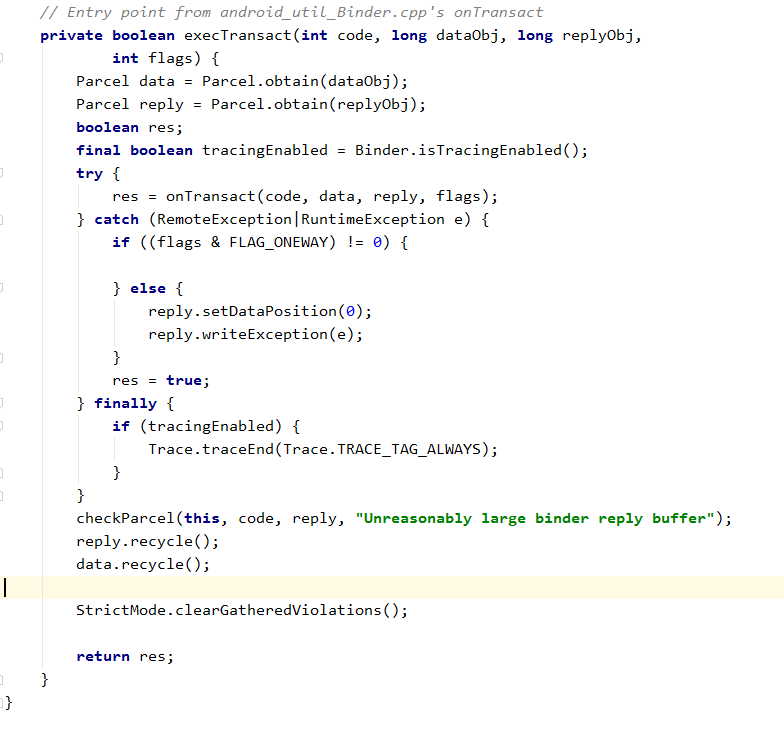 // Entry point from android_util_Binder.cpp's onTransact
private boolean execTransact(int code, long dataObj, long replyObj,
        int flags) {
    Parcel data = Parcel.obtain(dataObj);
    Parcel reply = Parcel.obtain(replyObj);
    boolean res;
    final boolean tracingEnabled = Binder.isTracingEnabled();
    try {
        res = onTransact(code, data, reply, flags);
    } catch (RemoteException|RuntimeException e) {
        if ((flags & FLAG_ONEWAY) != 0) {
        } else {
            reply.setDataPosition(0);
            reply.writeException(e);
        }
        res = true;
    } finally {
        if (tracingEnabled) {
            Trace.traceEnd(Trace.TRACE_TAG_ALWAYS);
        }
    }
    checkParcel(this, code, reply, "Unreasonably large binder reply buffer");
    reply.recycle();
    data.recycle();
    StrictMode.clearGatheredViolations();
    return res;
}
}